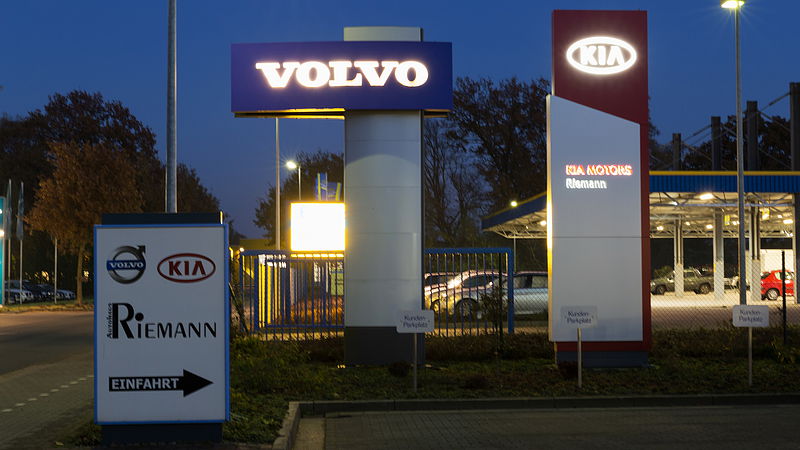 VOLVO
KIA
KIA MOTORS
Riemann
VOLVO
KIA
Autohaus
RIEMANN
EINFAHRT
Kunden-
Parkplatz
Kunden-
Parkplatz
Kunden-
Parkplatz